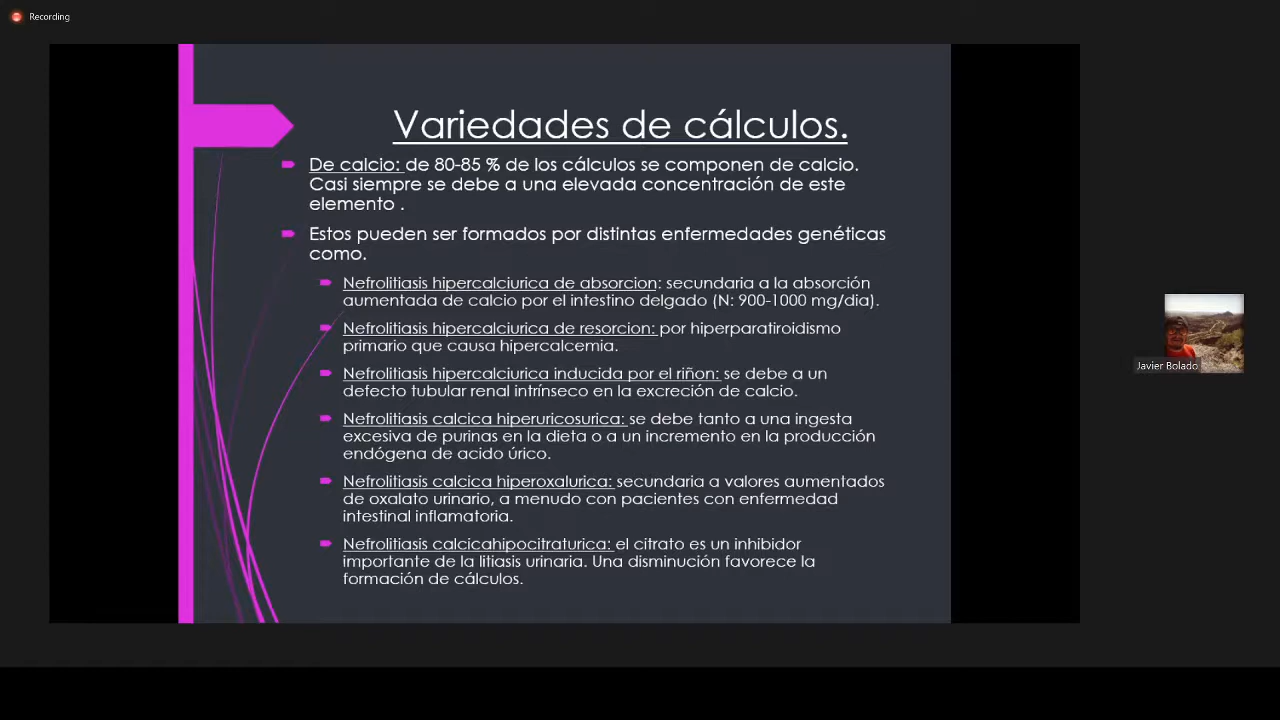 Recording
Variedades de cálculos.
De calcio: de 80-85 % de los cálculos se componen de calcio.
Casi siempre se debe a una elevada concentración de este
elemento .
Estos pueden ser formados por distintas enfermedades genéticas
como.
Nefrolitiasis hipercalciurica de absorcion: secundaria a la absorción
aumentada de calcio por el intestino delgado (N: 900-1000 mg/dia).
Nefrolitiasis hipercalciurica de resorcion: por hiperparatiroidismo
primario que causa hipercalcemia.
Nefrolitiasis hipercalciurica inducida por el riñon: se debe a un
defecto tubular renal intrínseco en la excreción de calcio.
Nefrolitiasis calcica hiperuricosurica: se debe tanto a una ingesta
excesiva de purinas en la dieta o a un incremento en la producción
endógena de acido úrico.
Nefrolitiasis calcica hiperoxalurica: secundaria a valores aumentados
de oxalato urinario, a menudo con pacientes con enfermedad
intestinal inflamatoria.
Nefrolitiasis calcicahipocitraturica: el citrato es un inhibidor
importante de la litiasis urinaria. Una disminución favorece la
formación de cálculos.
Javier Bolado